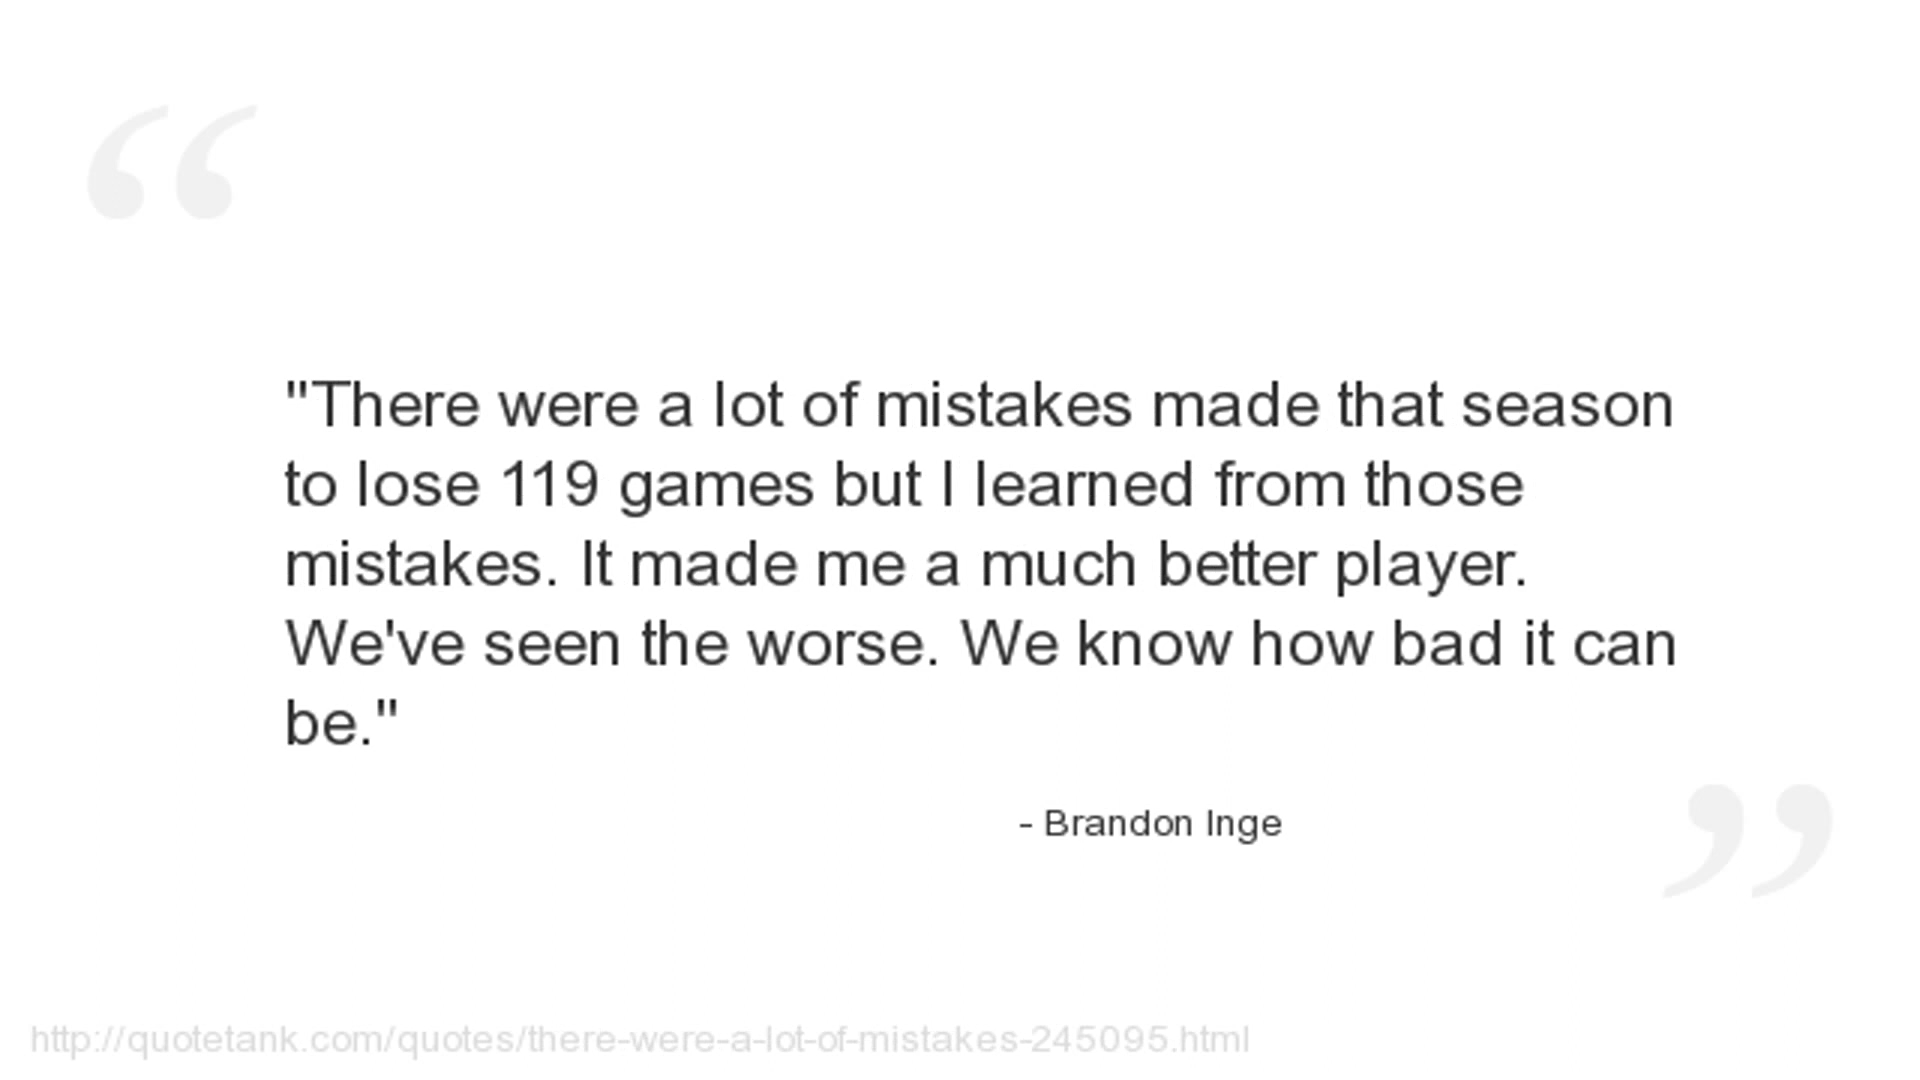 "There were a lot of mistakes made that season
to lose 119 games but I learned from those
mistakes. It made me a much better player.
We've seen the worse. We know how bad it can
be."
- Brandon Inge
http://quotetank.com/quotes/there-were-a-lot-of-mistakes-245095.html